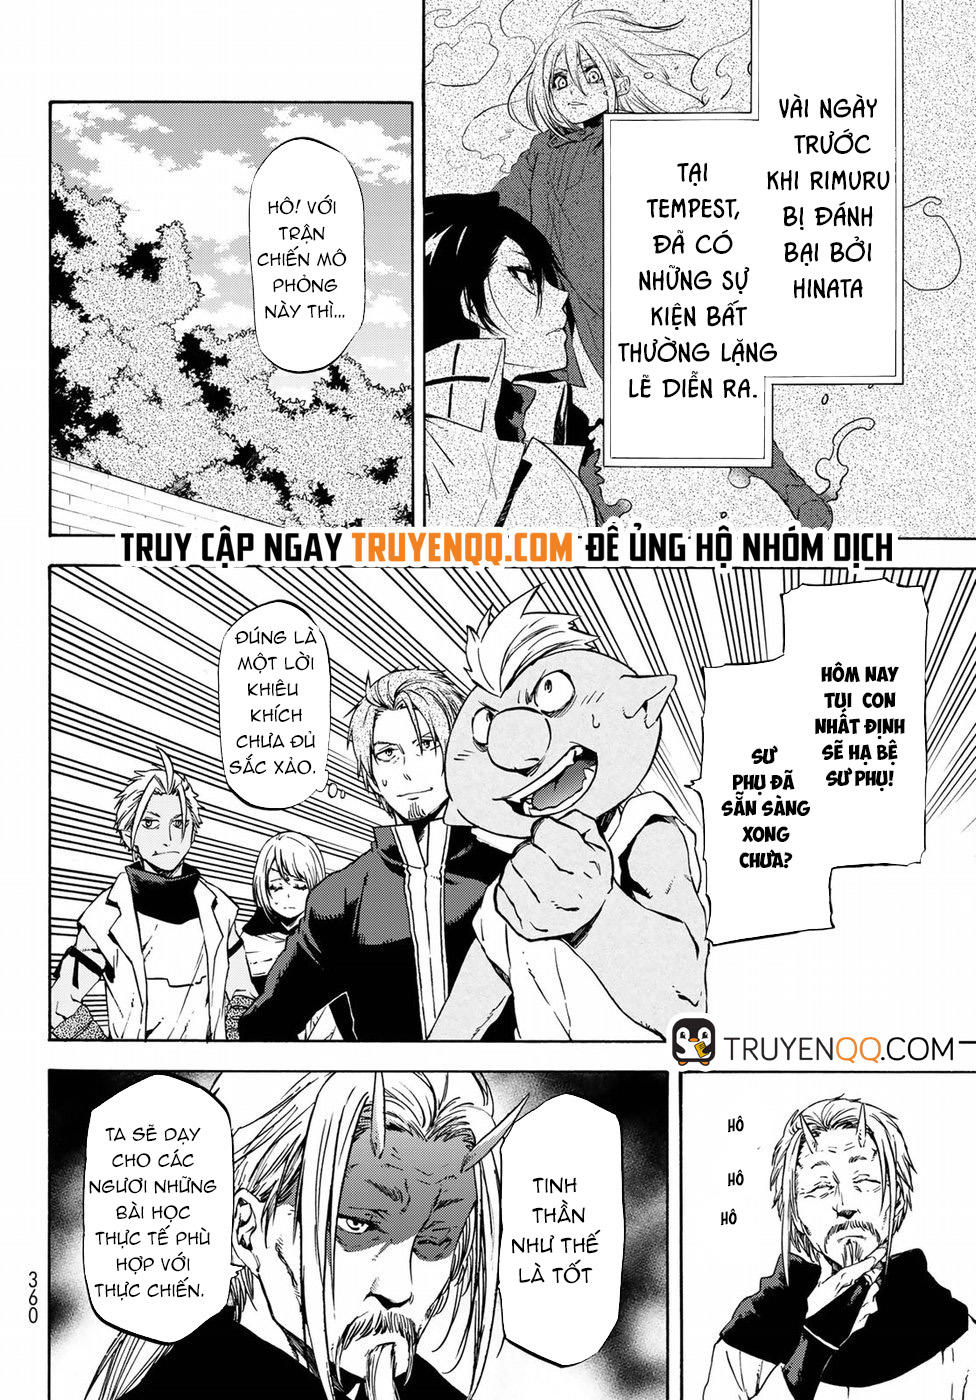 VÀI NGÀY
TRƯỚC
KHI RIMURU
BỊ ĐÁNH
BẠI BỞI
HINATA
TẠI
TEMPEST,
ĐÃ CÓ
NHỮNG SỰ
KIỆN BẤT
THƯỜNG LẶNG
LẼ DIỄN RA.
HÔ! VỚI
TRẬN
CHIẾN MÔ
PHỎNG
NÀY THÌ...
TRUY CẬP NGAY TRUYENQQ.COM ĐỂ ỦNG HỘ NHÓM DỊCH
HÔM NAY
TỤI CON
NHẤT ĐỊNH
SẼ HẠ BỆ
SƯ PHỤ!
SƯ
PHỤ ĐÃ
SẴN SÀNG
XONG
CHƯA?
ĐÚNG LÀ
MỘT LỜI
KHIÊU
KHÍCH
CHƯA ĐỦ
SẮC XẢO.
TRUYENQQ.COM
HÔ
HÔ
HÔ
TINH
THẦN
NHƯ THẾ
LÀ TỐT
TA SẼ DẠY
CHO CÁC
NGƯƠI NHỮNG
BÀI HỌC
THỰC TẾ PHÙ
HỢP VỚI
THỰC CHIẾN.
360